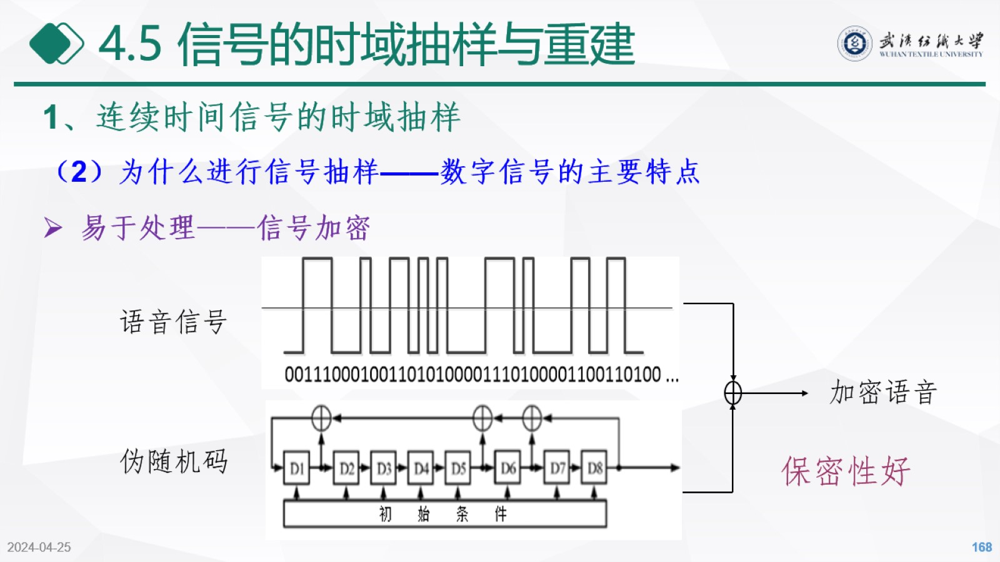 4.5 信号的时域抽样与重建
武汉纺织大学
WUHAN TEXTILE UNIVERSITY
1、连续时间信号的时域抽样
（2）为什么进行信号抽样——数字信号的主要特点
易于处理——信号加密
语音信号
0011100010011010100001110100001100110100 ...
加密语音
伪随机码
D1 D2 D3 D4 D5 D6 D7 D8
保密性好
初 始 条 件
2024-04-25
168